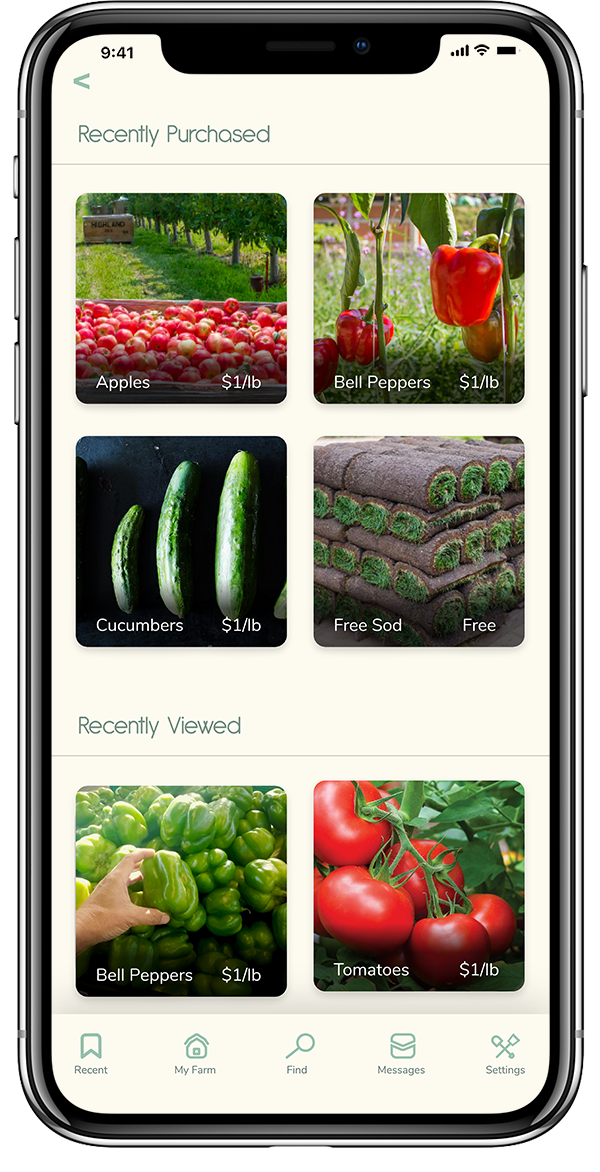 9:41
<
Recently Purchased
HIGHLAND
Apples $1/lb
Bell Peppers $1/lb
Cucumbers $1/lb
Free Sod Free
Recently Viewed
Bell Peppers $1/lb
Tomatoes $1/lb
Recent My Farm Find Messages Settings